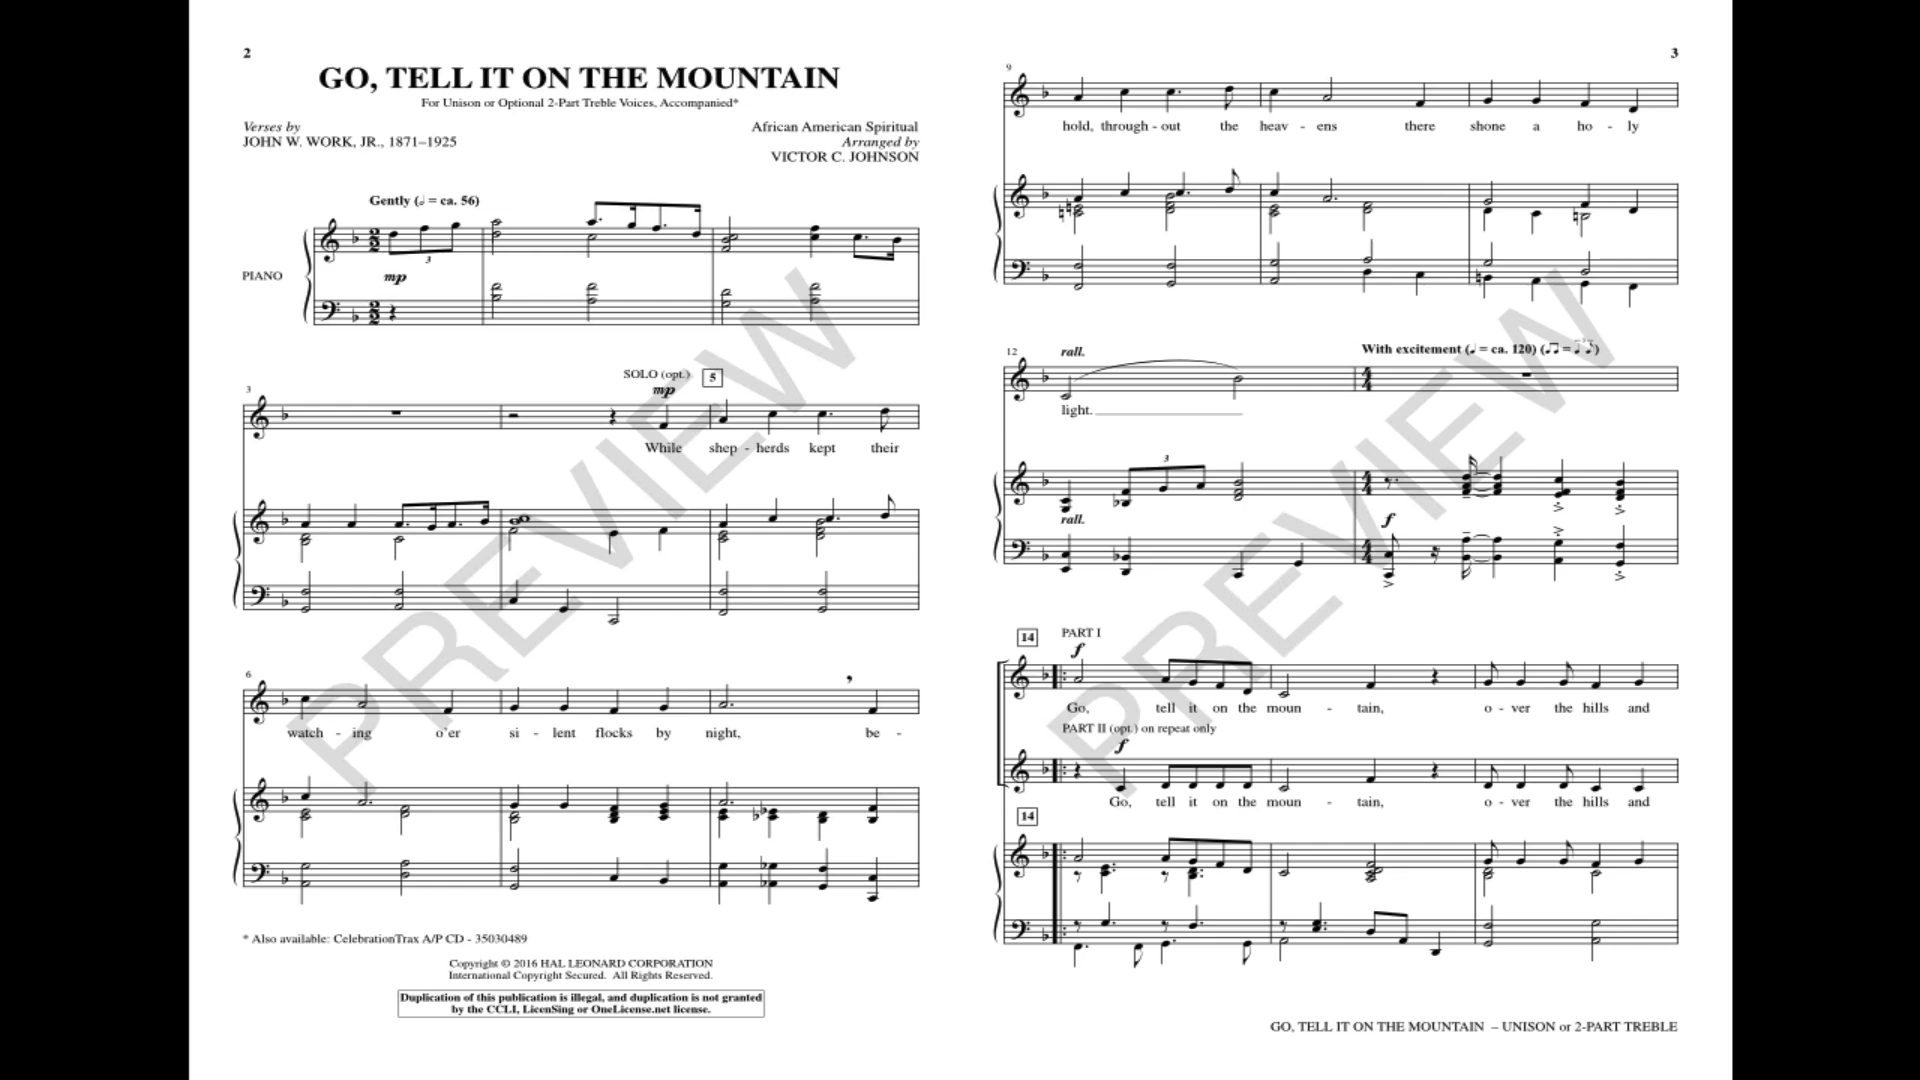 2
GO, TELL IT ON THE MOUNTAIN
For Unison or Optional 2-Part Treble Voices, Accompanied*
Verses by
JOHN W. WORK, JR., 1871–1925
African American Spiritual
Arranged by
VICTOR C. JOHNSON
Gently (𝅗𝅥 = ca. 56)
3
PIANO
mp
3
SOLO (opt.)
mp
5
While shep - herds kept their
6
watch - ing o'er si - lent flocks by night, be -
* Also available: CelebrationTrax A/P CD - 35030489
Copyright © 2016 HAL LEONARD CORPORATION
International Copyright Secured. All Rights Reserved.
Duplication of this publication is illegal, and duplication is not granted
by the CCLI, LicenSing or OneLicense.net license.
PREVIEW
3
9
hold, through - out the heav - ens there shone a ho - ly
12
rall.
With excitement (♩ = ca. 120) (♫ = ♩ ♪)
light.
3
rall.
f
14
PART I
f
Go, tell it on the moun - tain, o - ver the hills and
PART II (opt.) on repeat only
f
Go, tell it on the moun - tain, o - ver the hills and
14
PREVIEW
GO, TELL IT ON THE MOUNTAIN – UNISON or 2-PART TREBLE